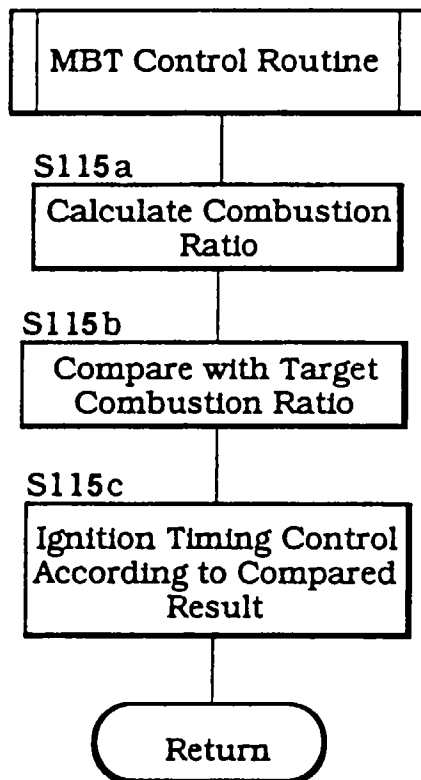 MBT Control Routine
S115a
Calculate Combustion
Ratio
S115b
Compare with Target
Combustion Ratio
S115c
Ignition Timing Control
According to Compared
Result
Return